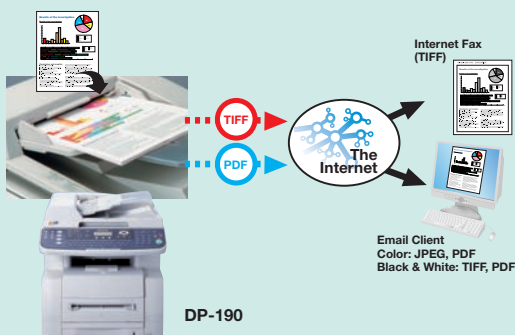 Internet Fax
(TIFF)
TIFF
PDF
The
Internet
Email Client
Color: JPEG, PDF
Black & White: TIFF, PDF
DP-190